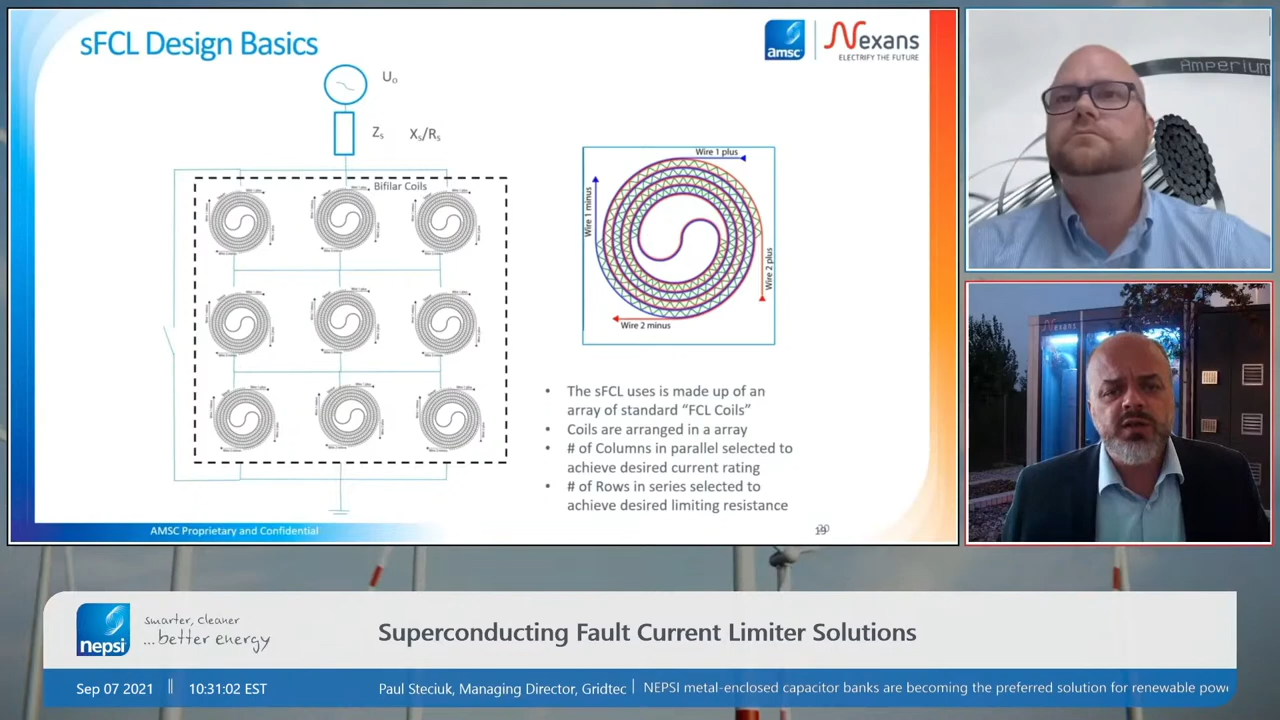 sFCL Design Basics
amsc
Nexans
ELECTRIFY THE FUTURE
Uo
Zs Xs/Rs
Bifilar Coils
Wire 1 plus
Wire 1 minus
Wire 2 plus
Wire 2 minus
• The sFCL uses is made up of an
array of standard “FCL Coils”
• Coils are arranged in a array
• # of Columns in parallel selected to
achieve desired current rating
• # of Rows in series selected to
achieve desired limiting resistance
AMSC Proprietary and Confidential
Amperium
Nexans
nepsi
smarter, cleaner
...better energy
Superconducting Fault Current Limiter Solutions
Sep 07 2021 10:31:02 EST
Paul Steciuk, Managing Director, Gridtec
NEPSI metal-enclosed capacitor banks are becoming the preferred solution for renewable pow